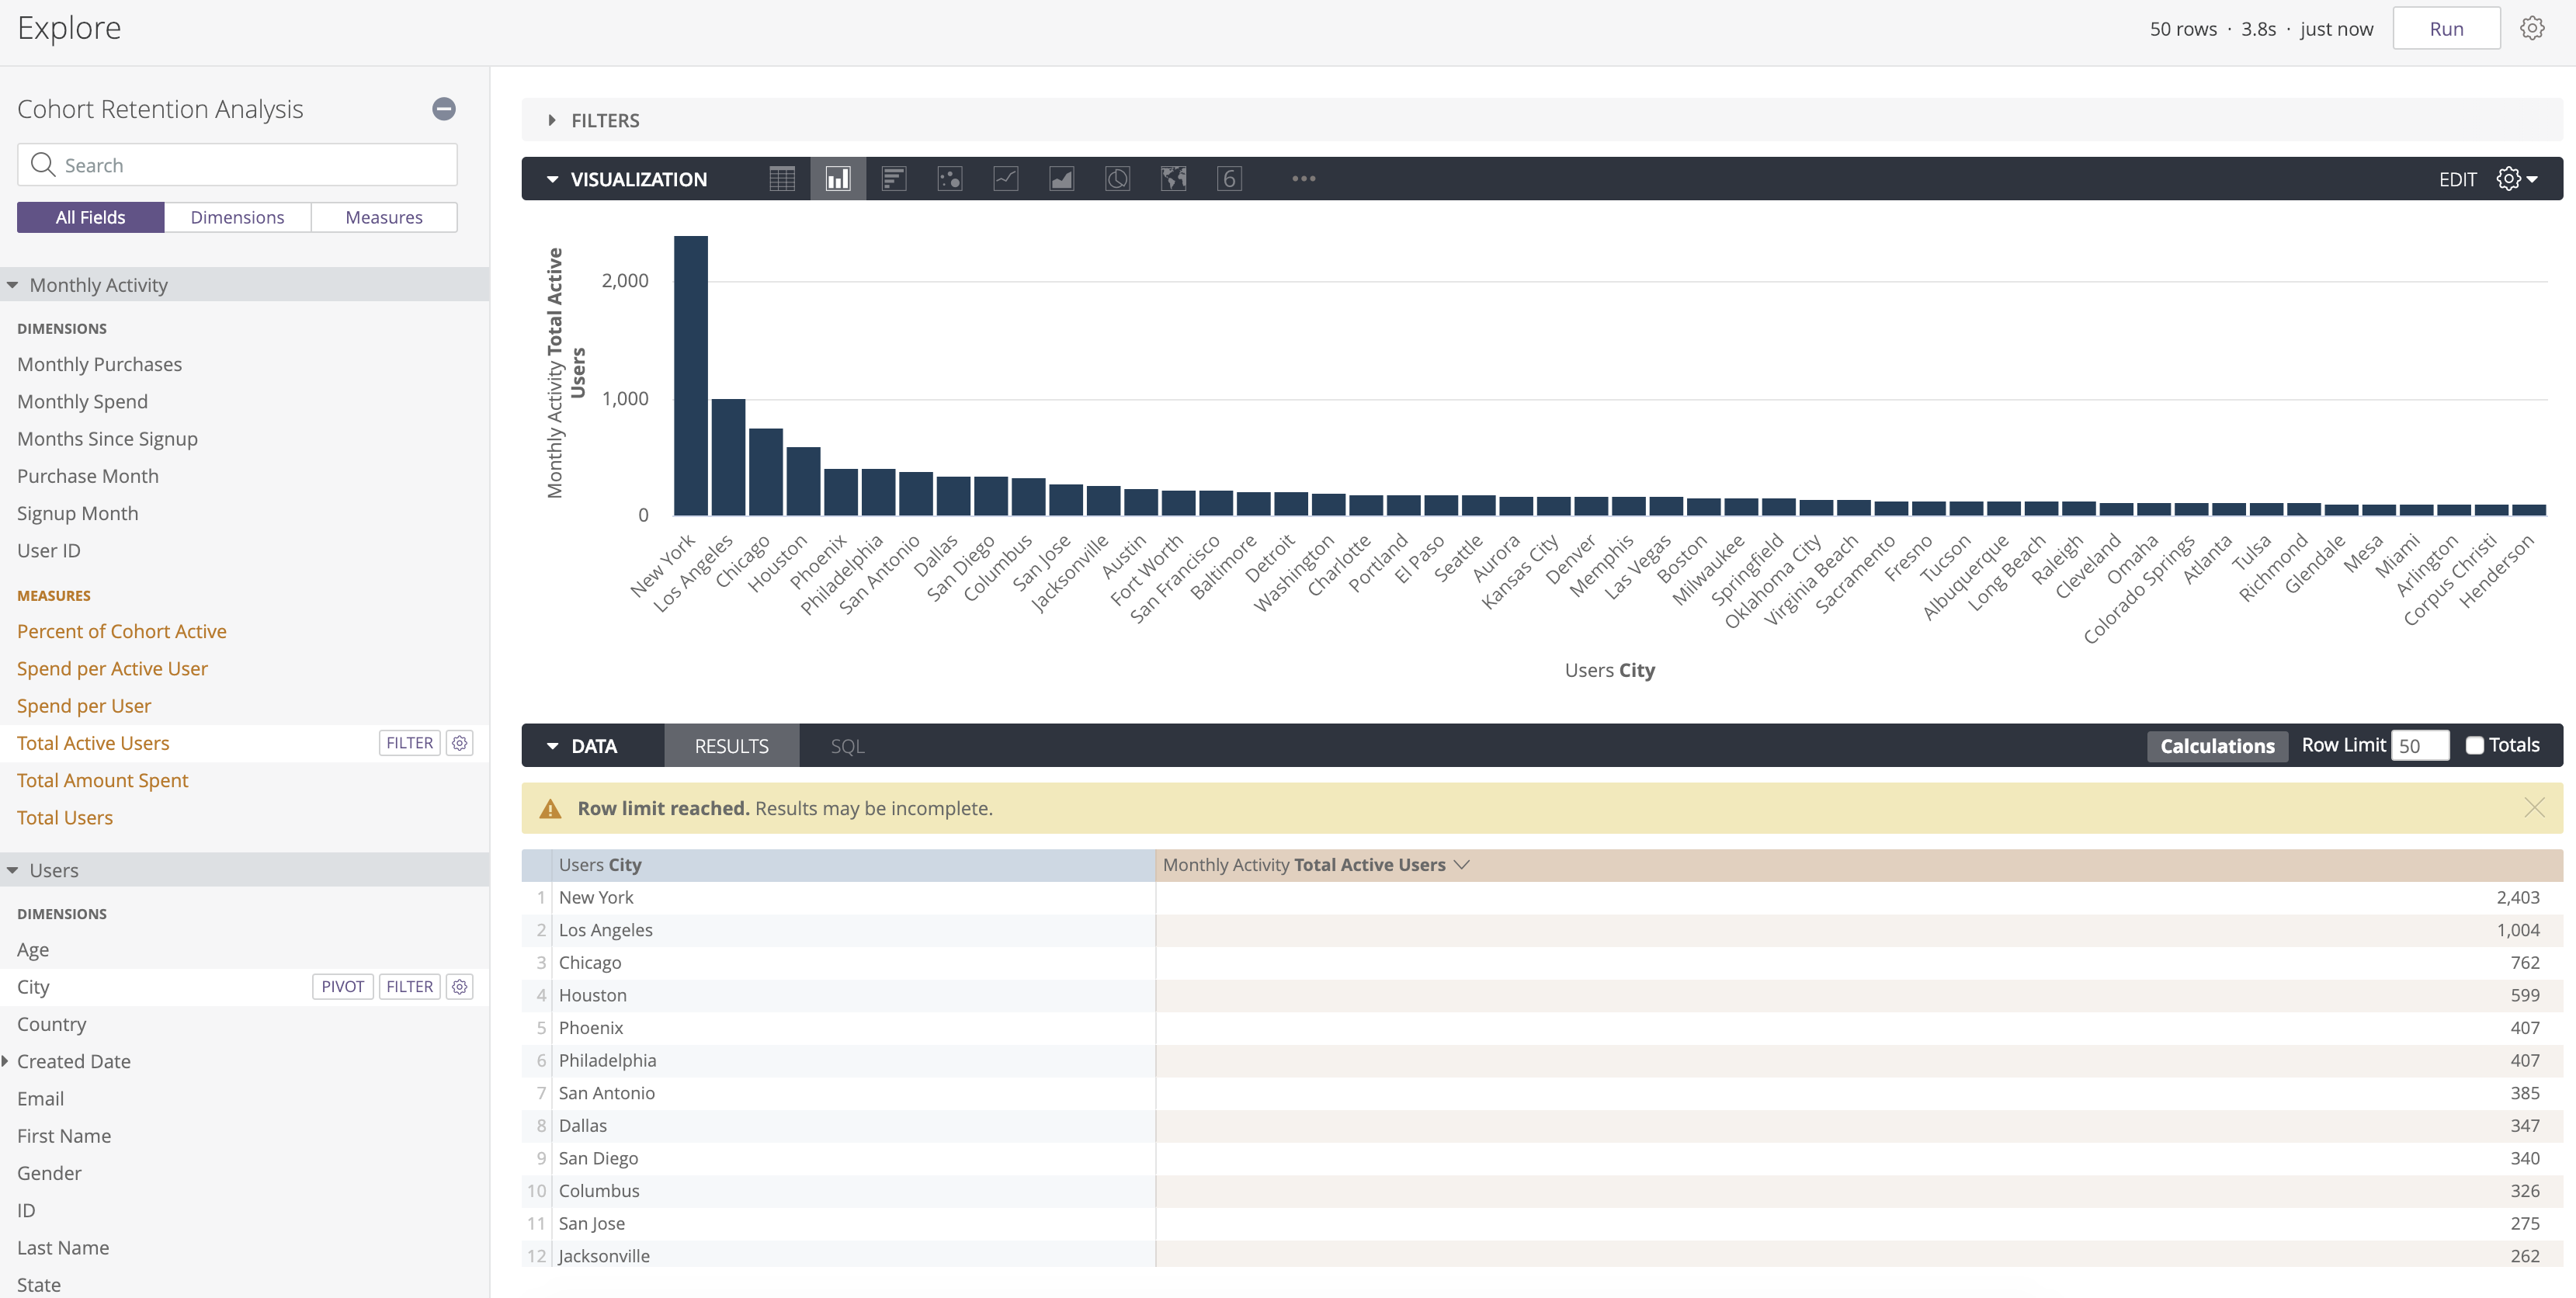 Explore
50 rows · 3.8s · just now
Run
Cohort Retention Analysis
Search
All Fields
Dimensions
Measures
Monthly Activity
DIMENSIONS
Monthly Purchases
Monthly Spend
Months Since Signup
Purchase Month
Signup Month
User ID
MEASURES
Percent of Cohort Active
Spend per Active User
Spend per User
Total Active Users
FILTER
Total Amount Spent
Total Users
Users
DIMENSIONS
Age
City
PIVOT
FILTER
Country
Created Date
Email
First Name
Gender
ID
Last Name
State
FILTERS
VISUALIZATION
6
EDIT
Monthly Activity Total Active
Users
2,000
1,000
0
New York
Los Angeles
Chicago
Houston
Phoenix
Philadelphia
San Antonio
Dallas
San Diego
Columbus
San Jose
Jacksonville
Austin
Fort Worth
San Francisco
Baltimore
Detroit
Washington
Charlotte
Portland
El Paso
Seattle
Aurora
Kansas City
Denver
Memphis
Las Vegas
Boston
Milwaukee
Springfield
Oklahoma City
Virginia Beach
Sacramento
Fresno
Tucson
Albuquerque
Long Beach
Raleigh
Cleveland
Omaha
Colorado Springs
Atlanta
Tulsa
Richmond
Glendale
Mesa
Miami
Arlington
Corpus Christi
Henderson
Users City
DATA
RESULTS
SQL
Calculations
Row Limit 50
Totals
Row limit reached. Results may be incomplete.
Users City
Monthly Activity Total Active Users
1 New York 2,403
2 Los Angeles 1,004
3 Chicago 762
4 Houston 599
5 Phoenix 407
6 Philadelphia 407
7 San Antonio 385
8 Dallas 347
9 San Diego 340
10 Columbus 326
11 San Jose 275
12 Jacksonville 262